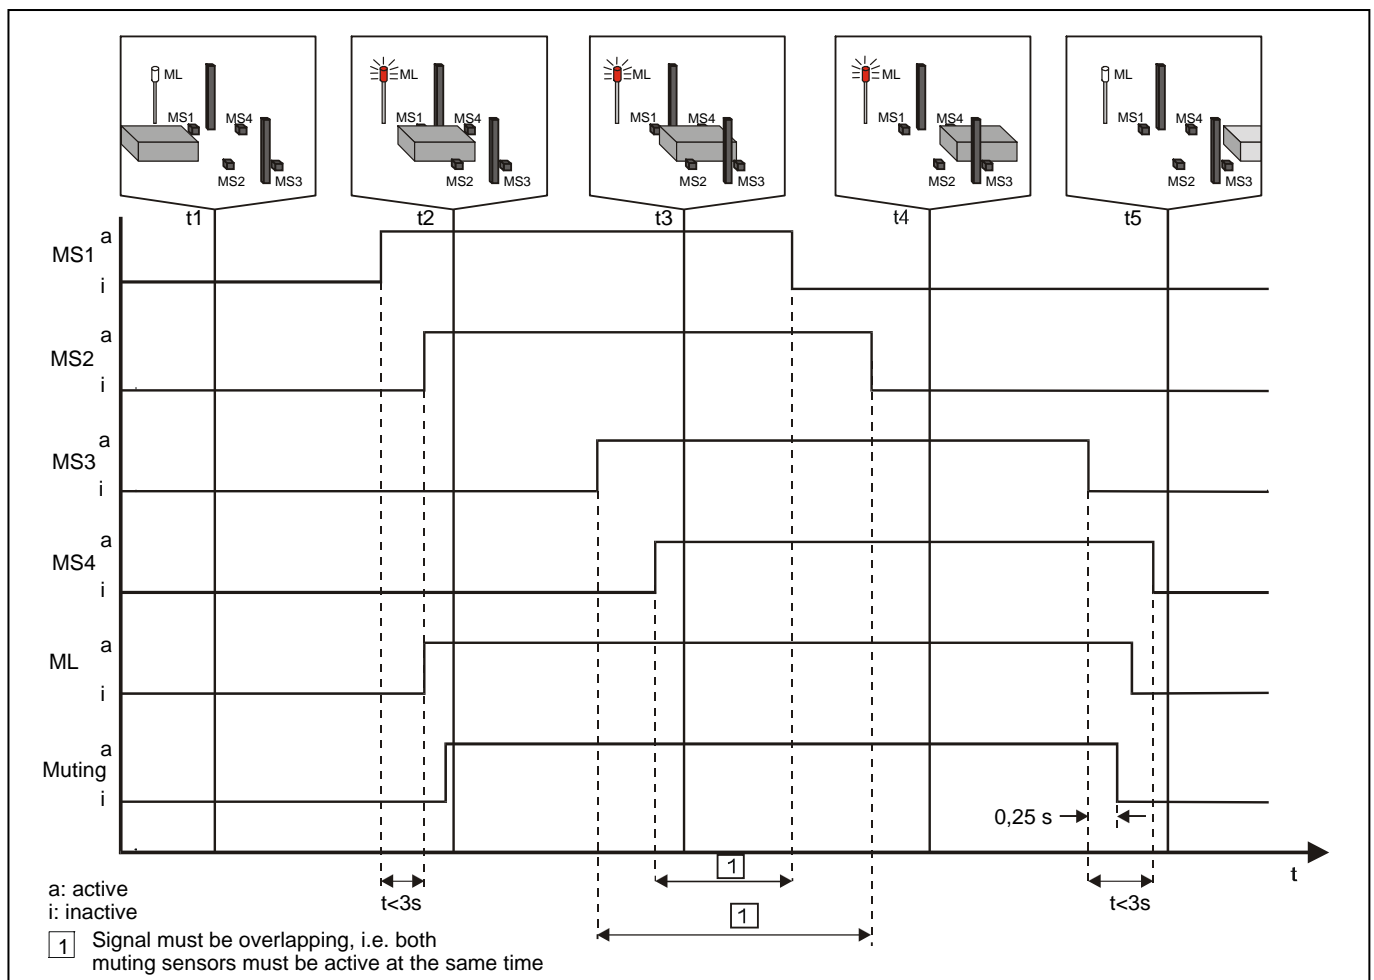 ML
MS1
MS4
MS2
MS3
ML
MS1
MS4
MS2
MS3
ML
MS1
MS4
MS2
MS3
ML
MS1
MS4
MS2
MS3
ML
MS1
MS4
MS2
MS3
t1
t2
t3
t4
t5
a
MS1
i
a
MS2
i
a
MS3
i
a
MS4
i
a
ML
i
a
Muting
i
0,25 s
t
1
t<3s
t<3s
1
a: active
i: inactive
1 Signal must be overlapping, i.e. both
muting sensors must be active at the same time